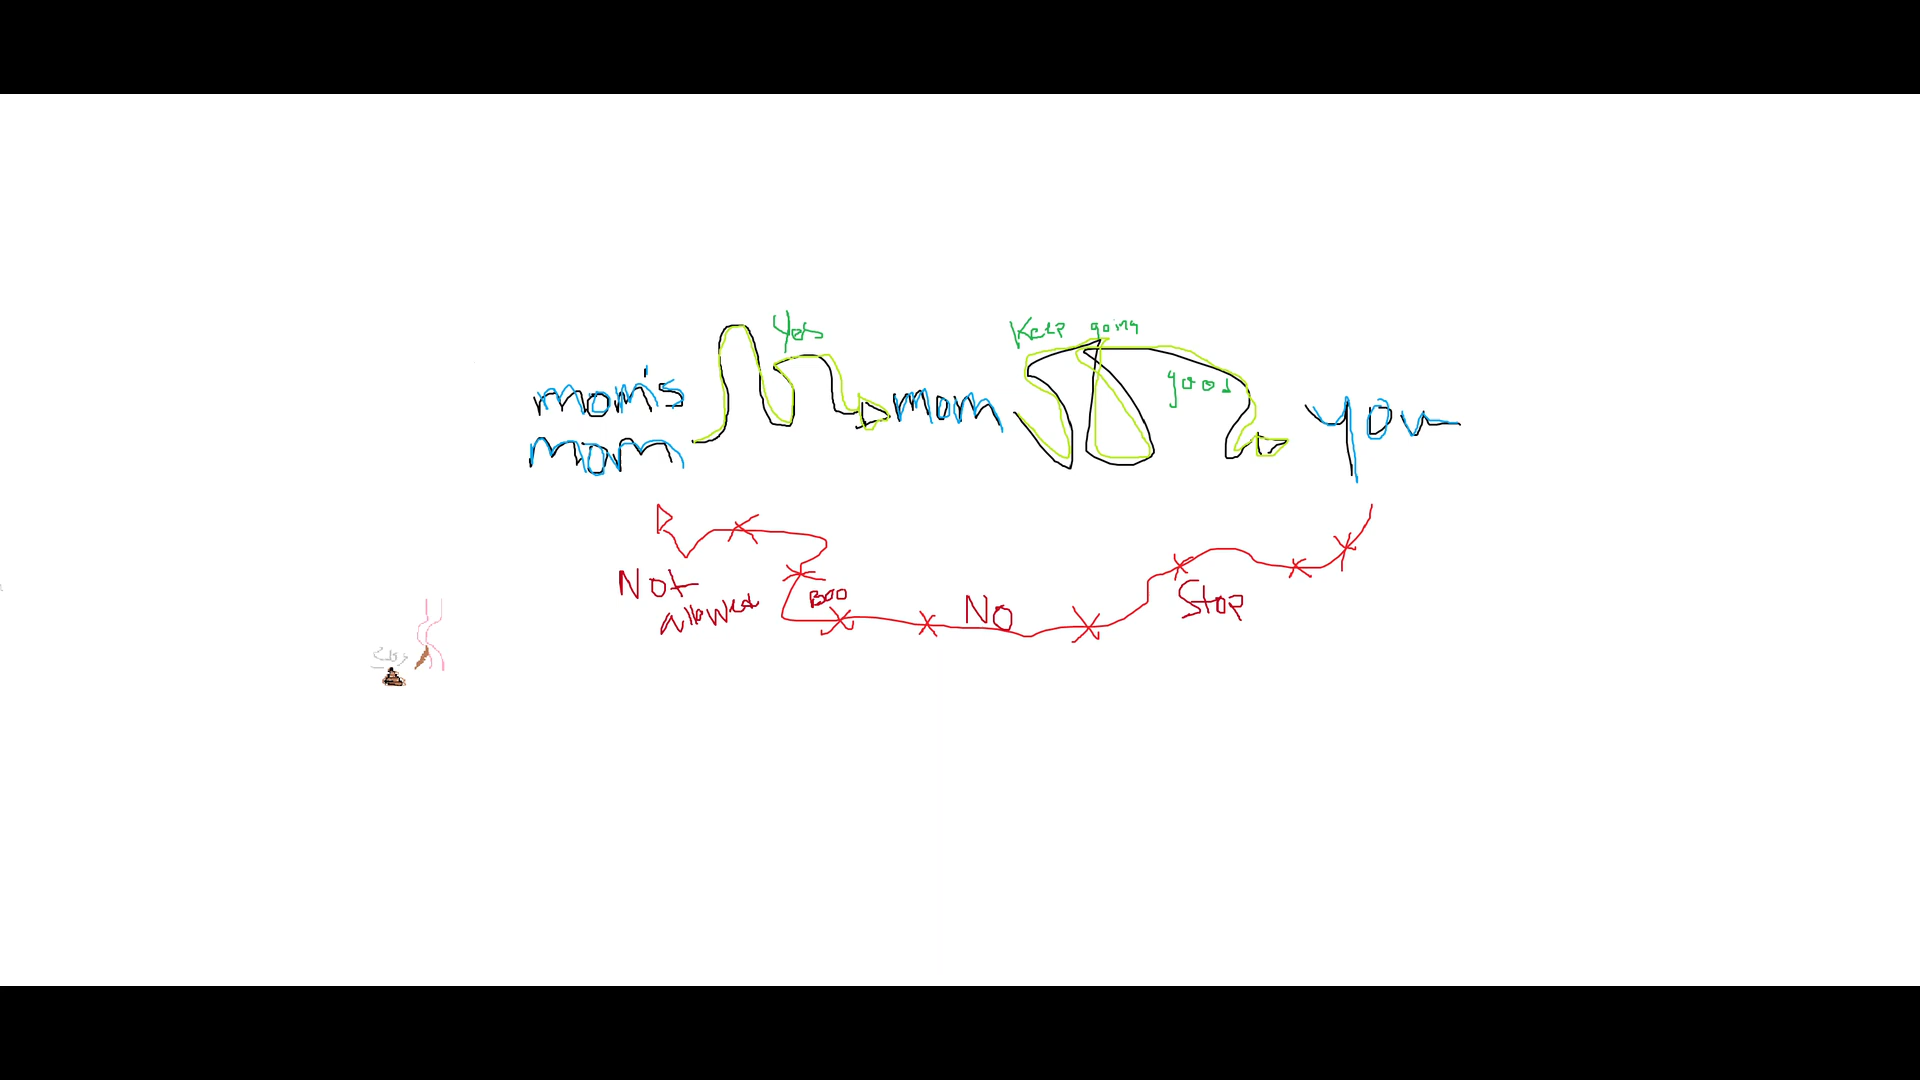 Yes
Keep going
good
mom's
mom
mom
you
Not
allowed
Boo
NO
Stop